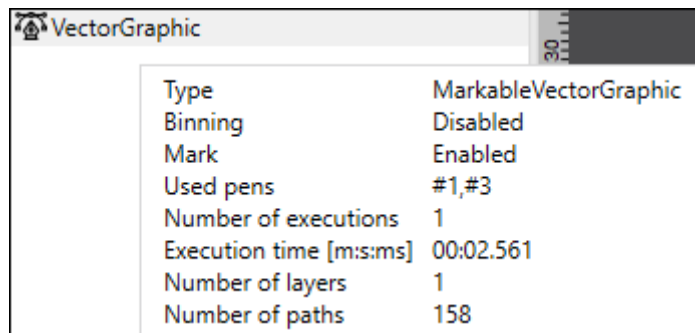 VectorGraphic
30
Type MarkableVectorGraphic
Binning Disabled
Mark Enabled
Used pens #1,#3
Number of executions 1
Execution time [m:s:ms] 00:02.561
Number of layers 1
Number of paths 158